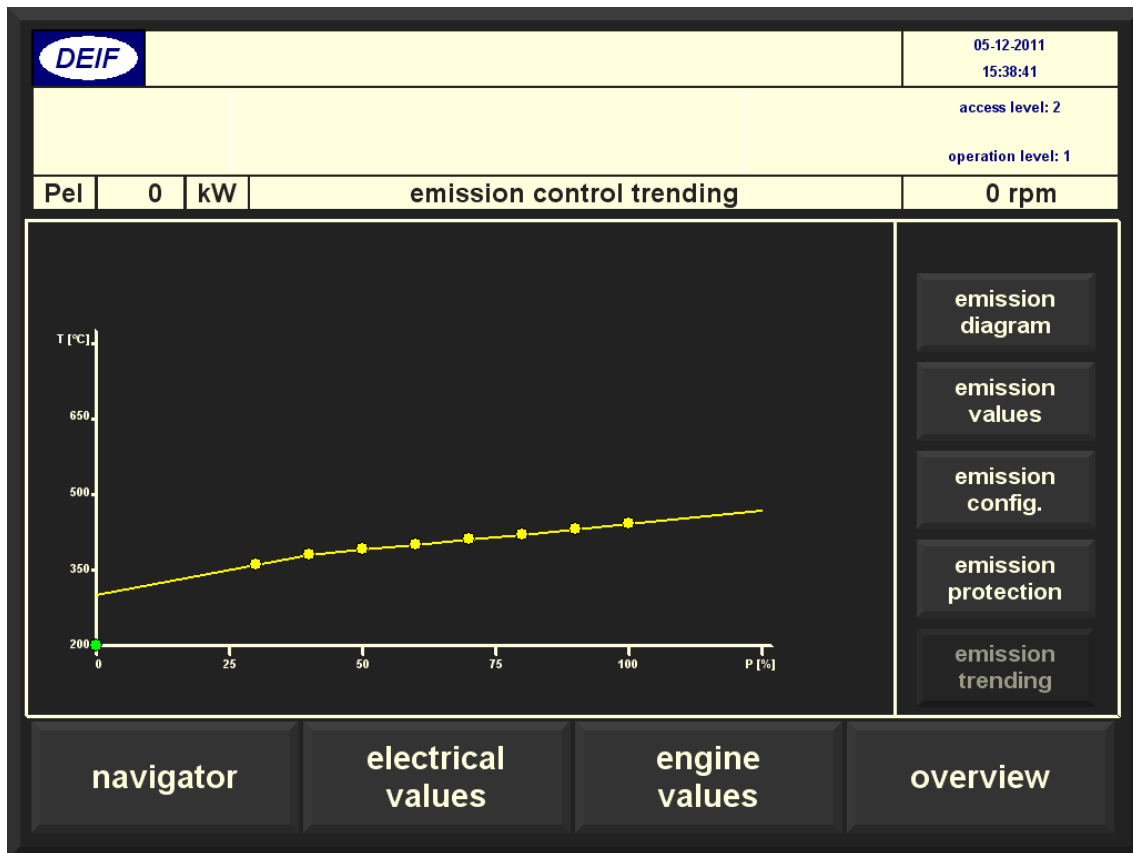 DEIF
05-12-2011
15:38:41
access level: 2
operation level: 1
Pel 0 kW emission control trending 0 rpm
T [°C]
650
500
350
200
0 25 50 75 100 P [%]
emission
diagram
emission
values
emission
config.
emission
protection
emission
trending
navigator
electrical
values
engine
values
overview